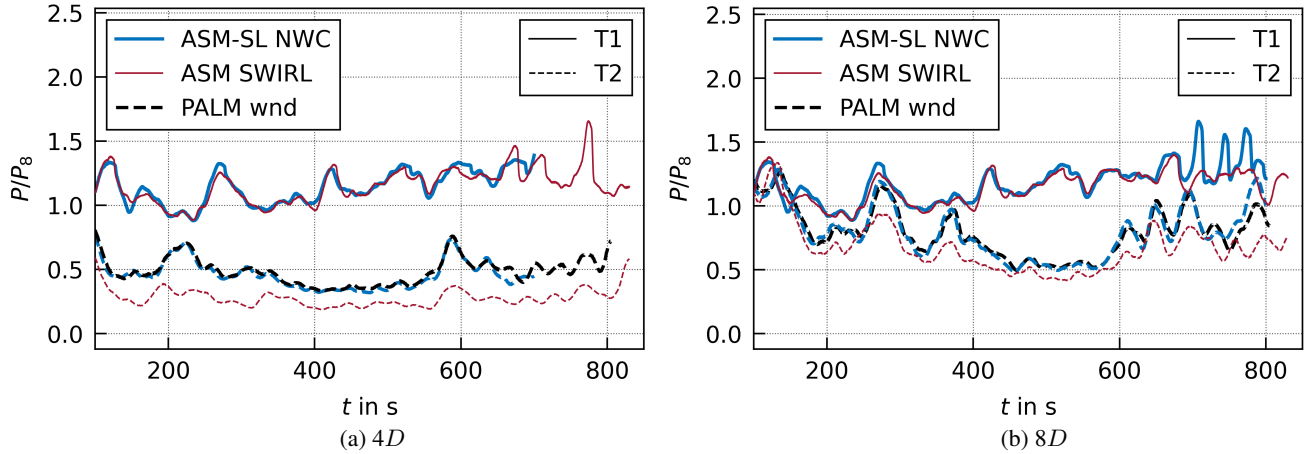 2.5
2.0
1.5
1.0
0.5
0.0
P/P8
ASM-SL NWC
ASM SWIRL
PALM wnd
T1
T2
200
400
600
800
t in s
(a) 4D
2.5
2.0
1.5
1.0
0.5
0.0
P/P8
ASM-SL NWC
ASM SWIRL
PALM wnd
T1
T2
200
400
600
800
t in s
(b) 8D